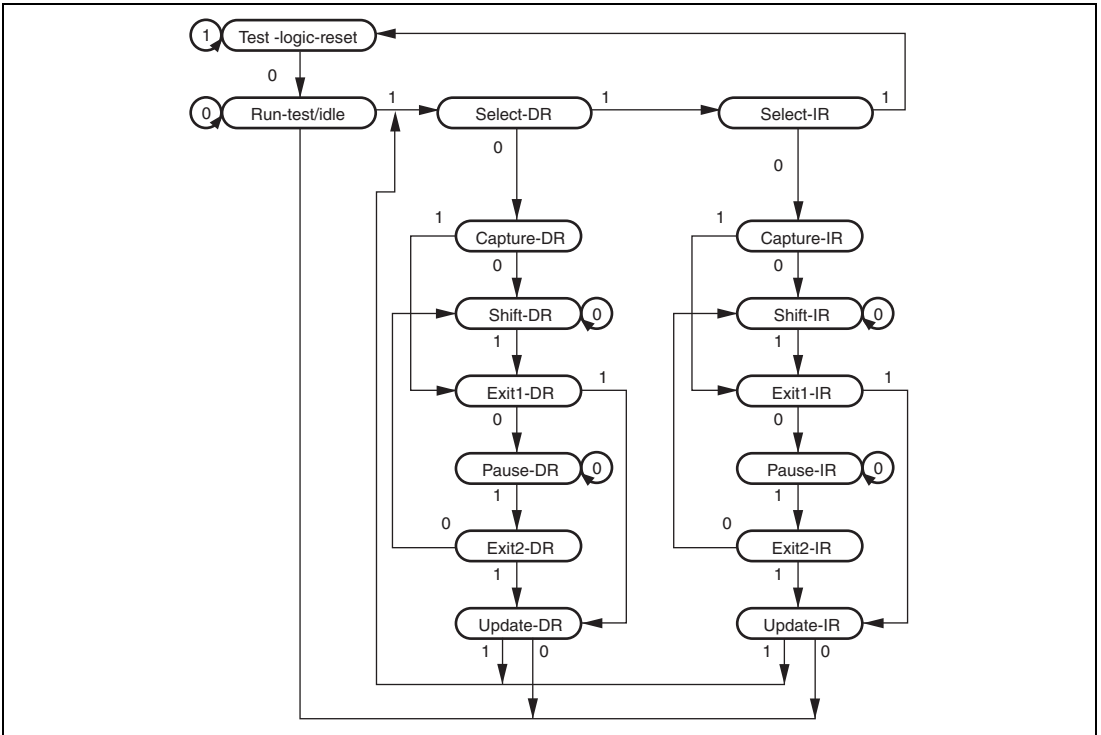 1 Test -logic-reset
0
0 Run-test/idle 1 Select-DR 1 Select-IR 1
0 0
1 1
Capture-DR Capture-IR
0 0
Shift-DR 0 Shift-IR 0
1 1
Exit1-DR 1 Exit1-IR 1
0 0
Pause-DR 0 Pause-IR 0
1 1
0 0
Exit2-DR Exit2-IR
1 1
Update-DR Update-IR
1 0 1 0